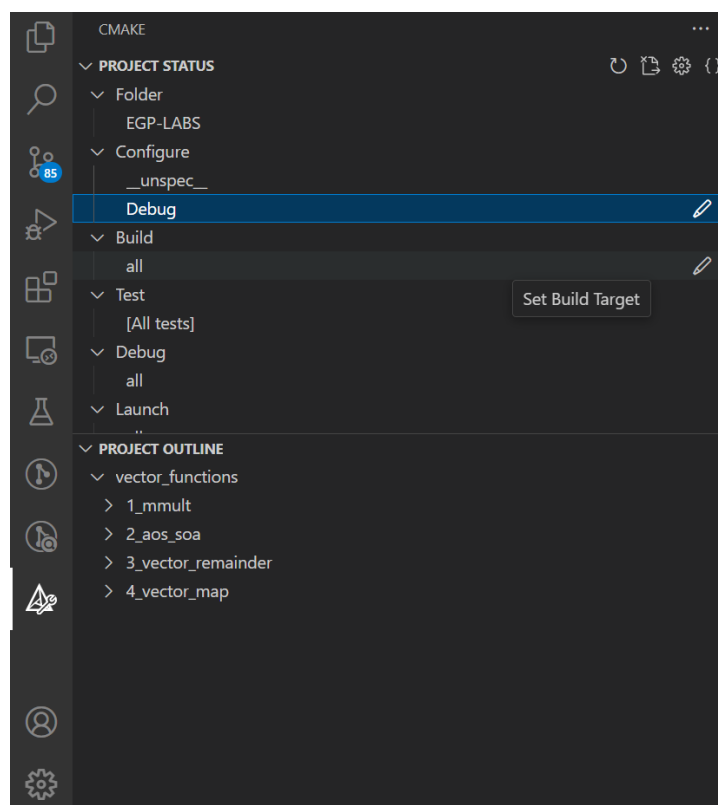 CMAKE
PROJECT STATUS
Folder
EGP-LABS
Configure
__unspec__
85
Debug
Build
all
Test
Set Build Target
[All tests]
Debug
all
Launch
PROJECT OUTLINE
vector_functions
1_mmult
2_aos_soa
3_vector_remainder
4_vector_map